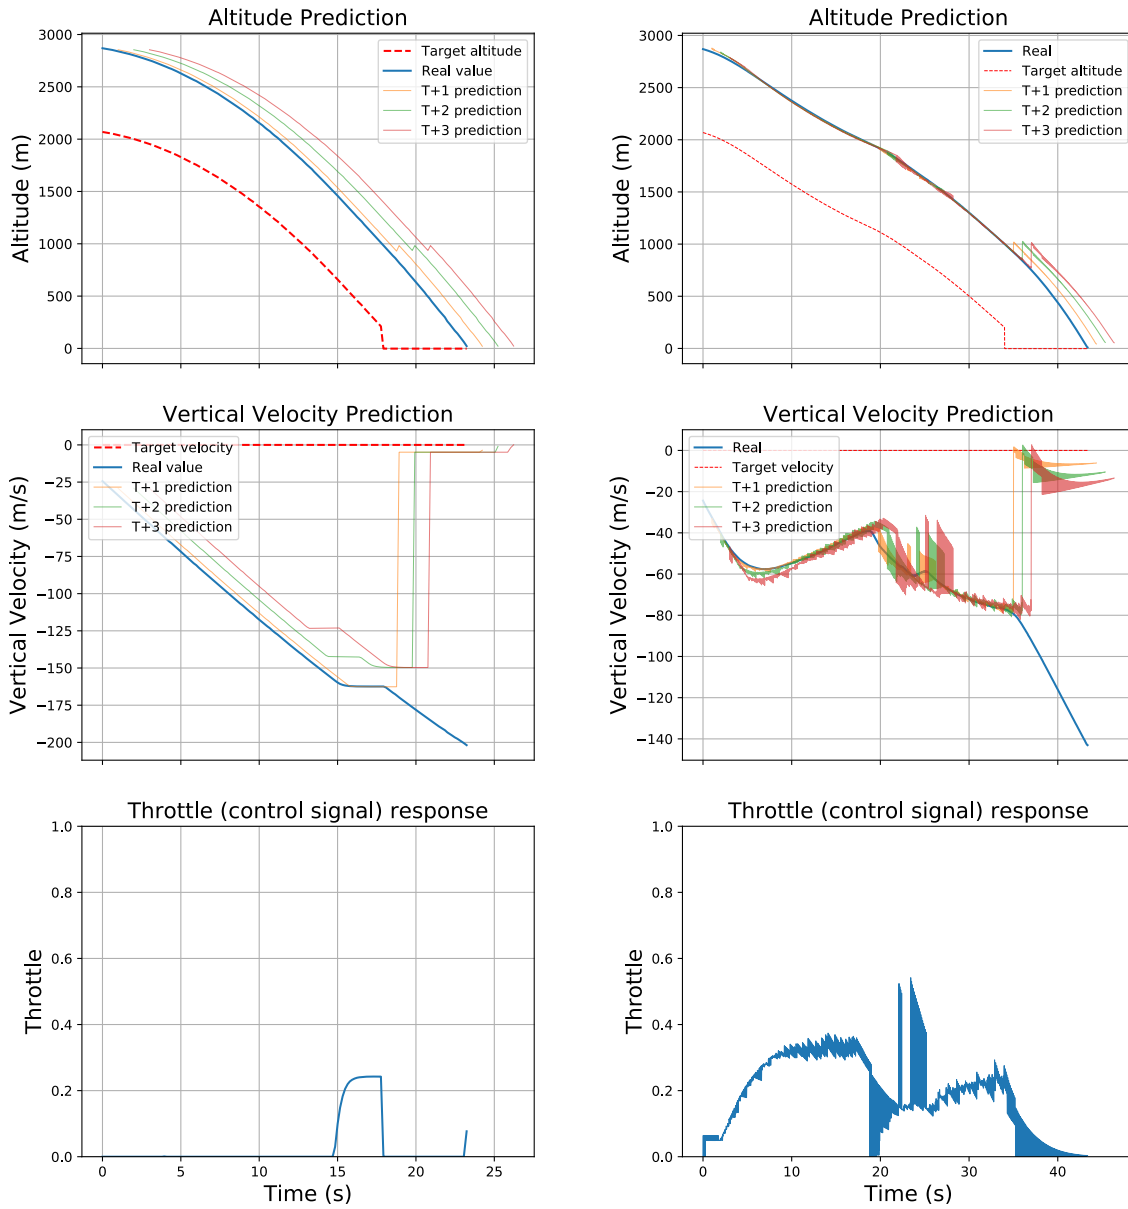 Altitude Prediction
Altitude (m)
3000
2500
2000
1500
1000
500
0
Target altitude
Real value
T+1 prediction
T+2 prediction
T+3 prediction
Altitude Prediction
Altitude (m)
3000
2500
2000
1500
1000
500
0
Real
Target altitude
T+1 prediction
T+2 prediction
T+3 prediction
Vertical Velocity Prediction
Vertical Velocity (m/s)
0
−25
−50
−75
−100
−125
−150
−175
−200
Target velocity
Real value
T+1 prediction
T+2 prediction
T+3 prediction
Vertical Velocity Prediction
Vertical Velocity (m/s)
0
−20
−40
−60
−80
−100
−120
−140
Real
Target velocity
T+1 prediction
T+2 prediction
T+3 prediction
Throttle (control signal) response
Throttle
1.0
0.8
0.6
0.4
0.2
0.0
0 5 10 15 20 25
Time (s)
Throttle (control signal) response
Throttle
1.0
0.8
0.6
0.4
0.2
0.0
0 10 20 30 40
Time (s)